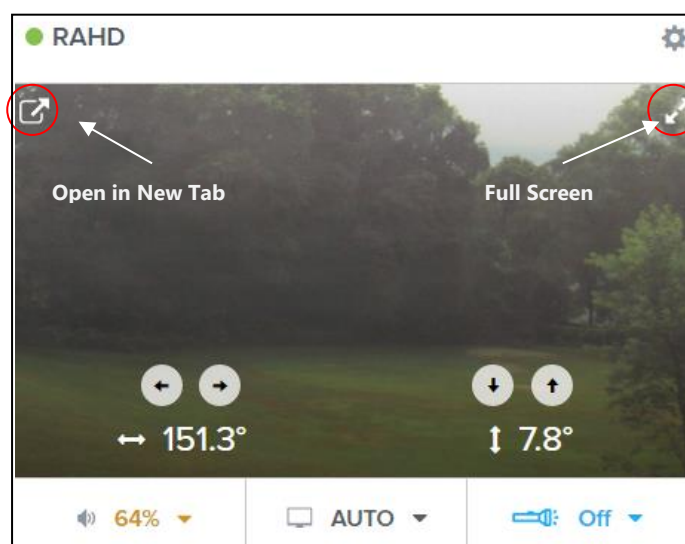 RAHD
Open in New Tab
Full Screen
151.3°
7.8°
64%
AUTO
Off